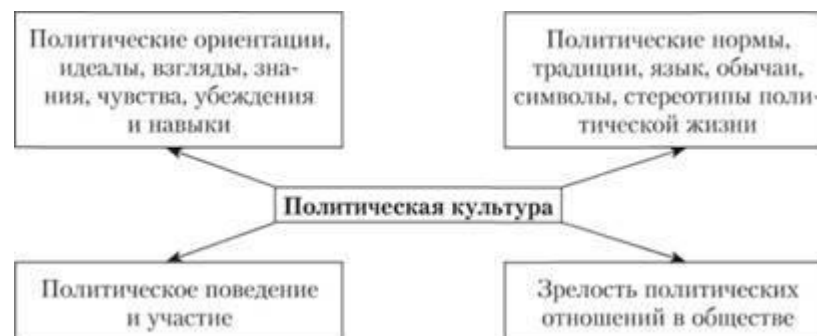 Политические ориентации,
идеалы, взгляды, зна-
ния, чувства, убеждения
и навыки
Политические нормы,
традиции, язык, обычаи,
символы, стереотипы поли-
тической жизни
Политическая культура
Политическое поведение
и участие
Зрелость политических
отношений в обществе